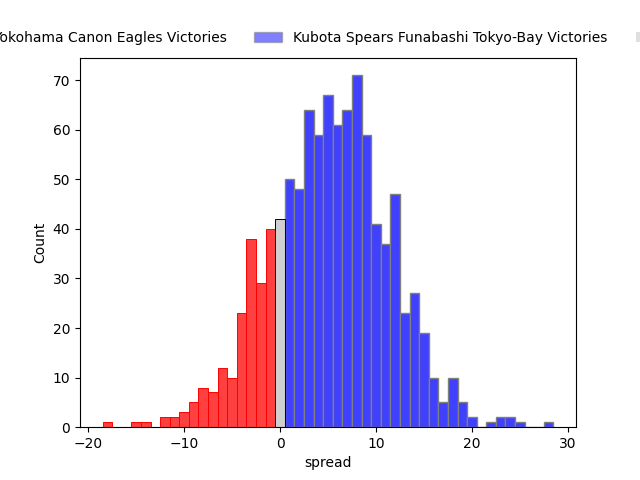 okohama Canon Eagles Victories Kubota Spears Funabashi Tokyo-Bay Victories
70
60
50
40
30
20
10
0
Count
−20 −10 0 10 20 30
spread